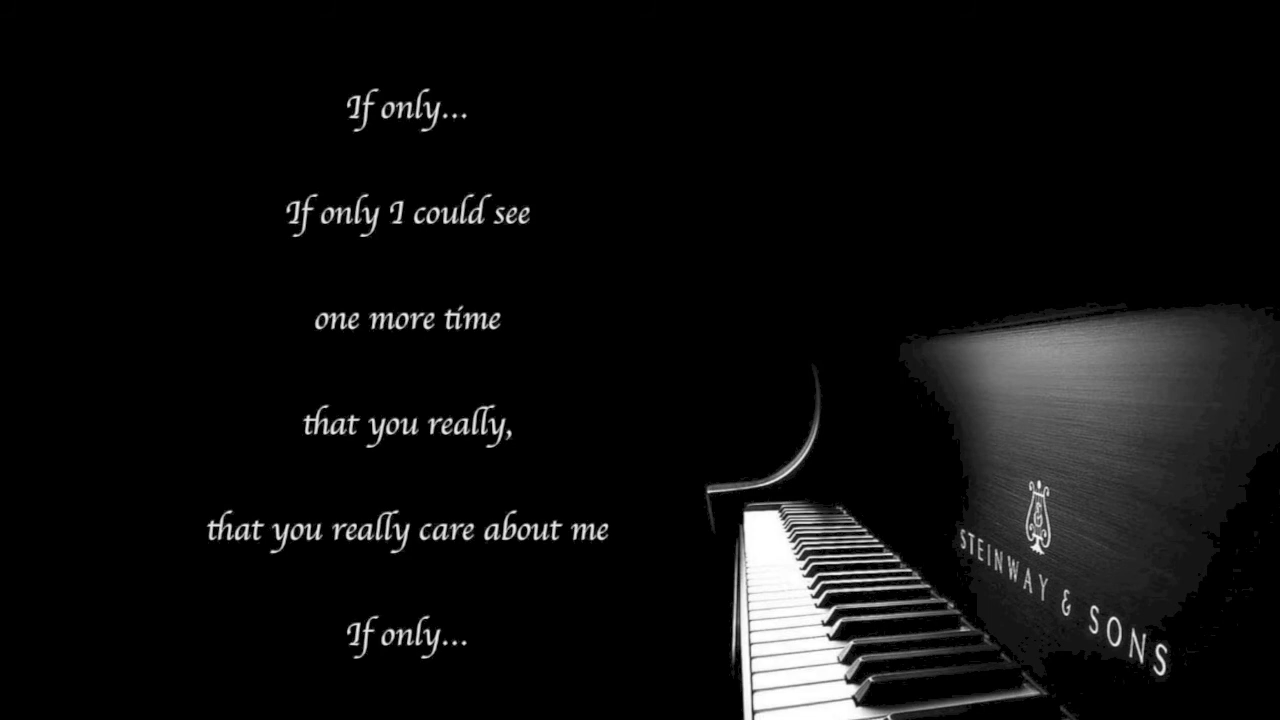 If only...
If only I could see
one more time
that you really,
that you really care about me
If only...
STEINWAY & SONS